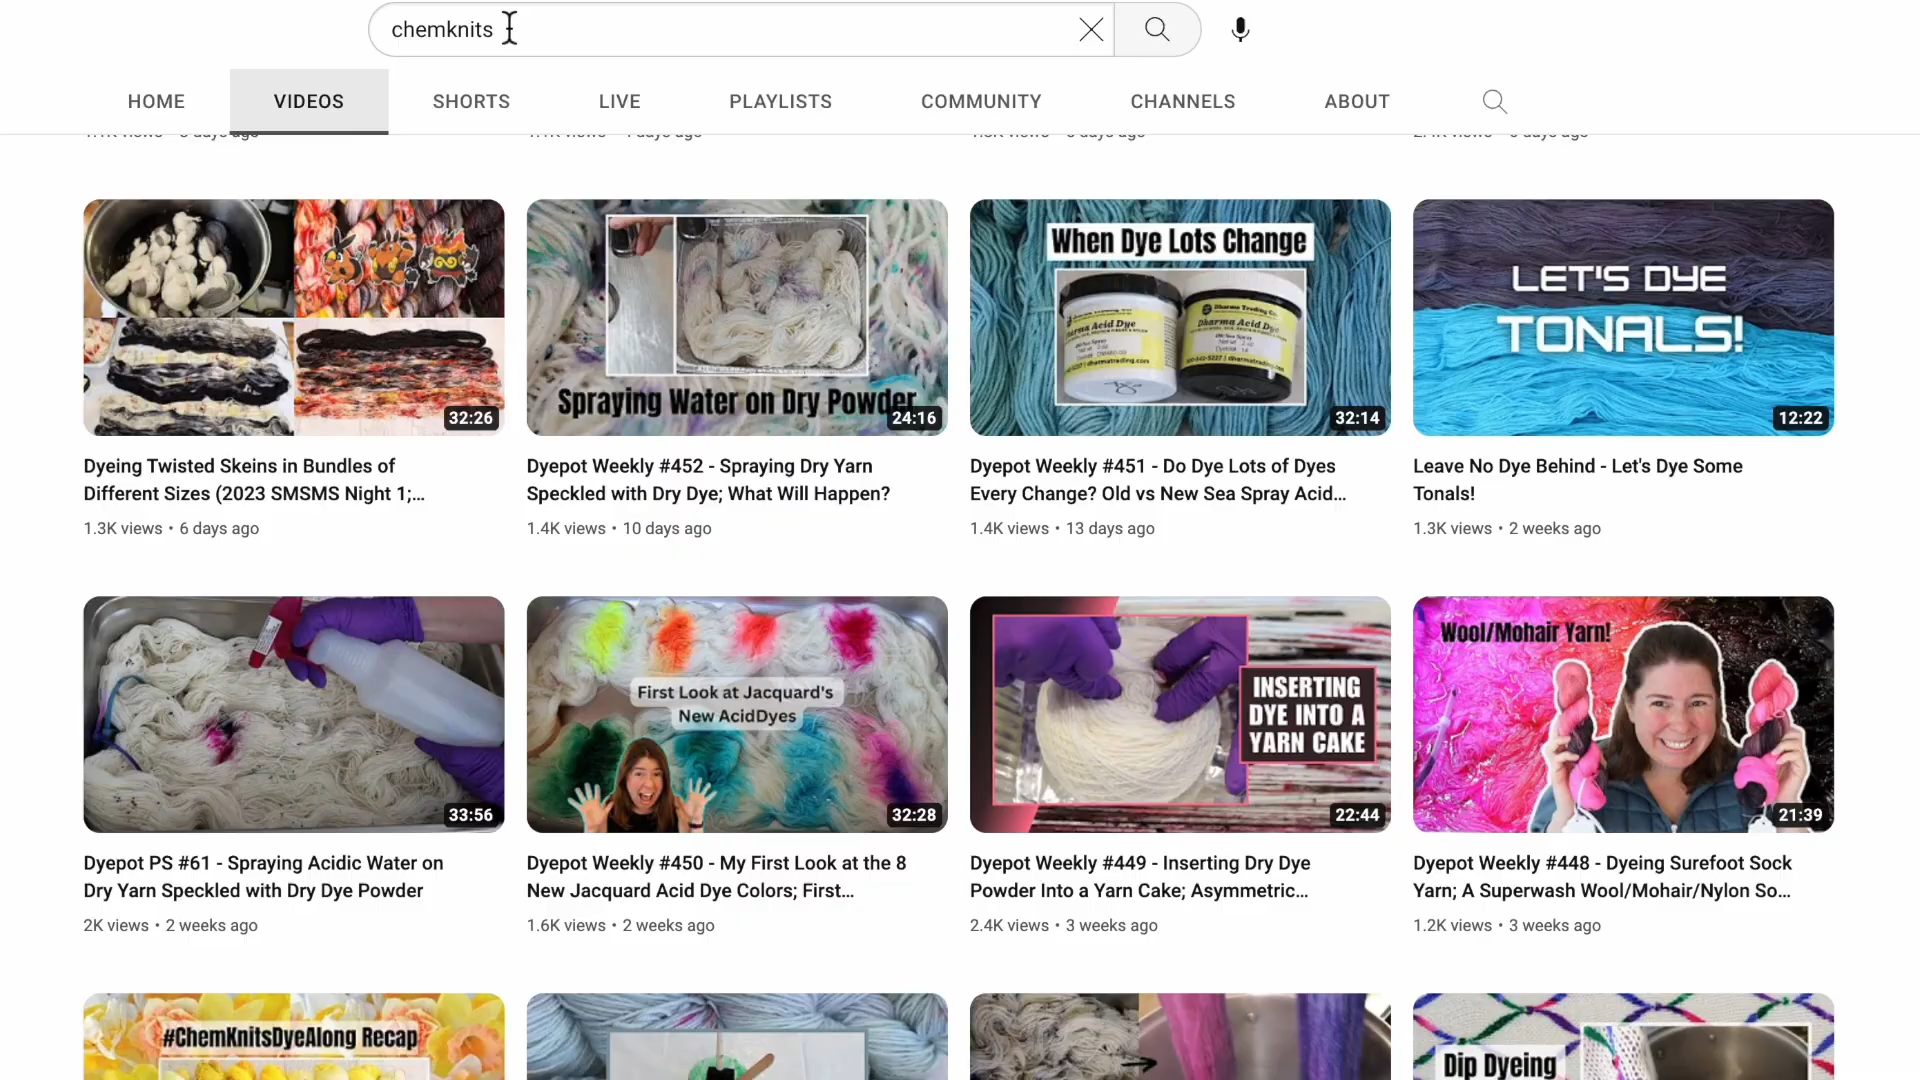 chemknits
HOME VIDEOS SHORTS LIVE PLAYLISTS COMMUNITY CHANNELS ABOUT
When Dye Lots Change
Dharma Acid Dye
Dharma Acid Dye
LET'S DYE
TONALS!
Spraying Water on Dry Powder
32:26
24:16
32:14
12:22
Dyeing Twisted Skeins in Bundles of
Different Sizes (2023 SMSMS Night 1;...
1.3K views • 6 days ago
Dyepot Weekly #452 - Spraying Dry Yarn
Speckled with Dry Dye; What Will Happen?
1.4K views • 10 days ago
Dyepot Weekly #451 - Do Dye Lots of Dyes
Every Change? Old vs New Sea Spray Acid...
1.4K views • 13 days ago
Leave No Dye Behind - Let's Dye Some
Tonals!
1.3K views • 2 weeks ago
First Look at Jacquard's
New AcidDyes
INSERTING
DYE INTO A
YARN CAKE
Wool/Mohair Yarn!
33:56
32:28
22:44
21:39
Dyepot PS #61 - Spraying Acidic Water on
Dry Yarn Speckled with Dry Dye Powder
2K views • 2 weeks ago
Dyepot Weekly #450 - My First Look at the 8
New Jacquard Acid Dye Colors; First...
1.6K views • 2 weeks ago
Dyepot Weekly #449 - Inserting Dry Dye
Powder Into a Yarn Cake; Asymmetric...
2.4K views • 3 weeks ago
Dyepot Weekly #448 - Dyeing Surefoot Sock
Yarn; A Superwash Wool/Mohair/Nylon So...
1.2K views • 3 weeks ago
#ChemKnitsDyeAlong Recap
Dip Dyeing